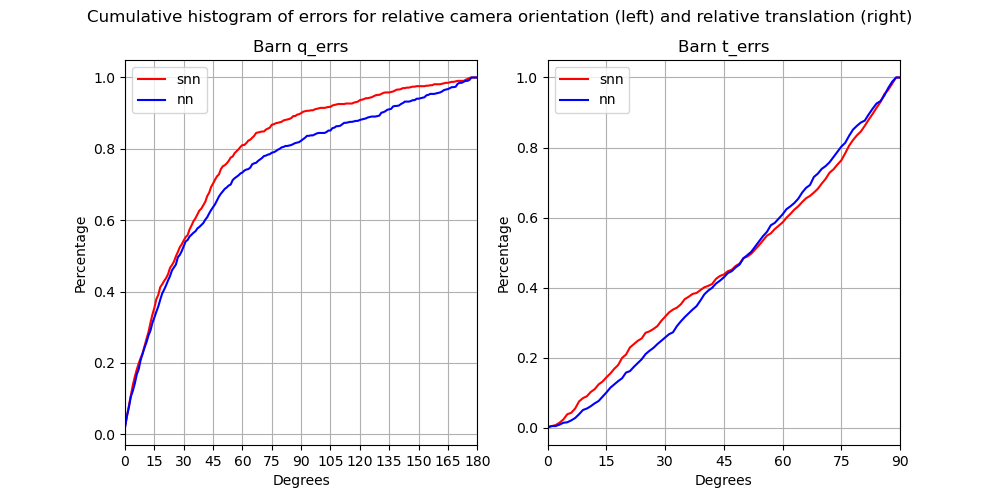 Cumulative histogram of errors for relative camera orientation (left) and relative translation (right)
Barn q_errs
1.0
0.8
0.6
0.4
0.2
0.0
Percentage
snn
nn
0 15 30 45 60 75 90 105 120 135 150 165 180
Degrees
Barn t_errs
1.0
0.8
0.6
0.4
0.2
0.0
Percentage
snn
nn
0 15 30 45 60 75 90
Degrees